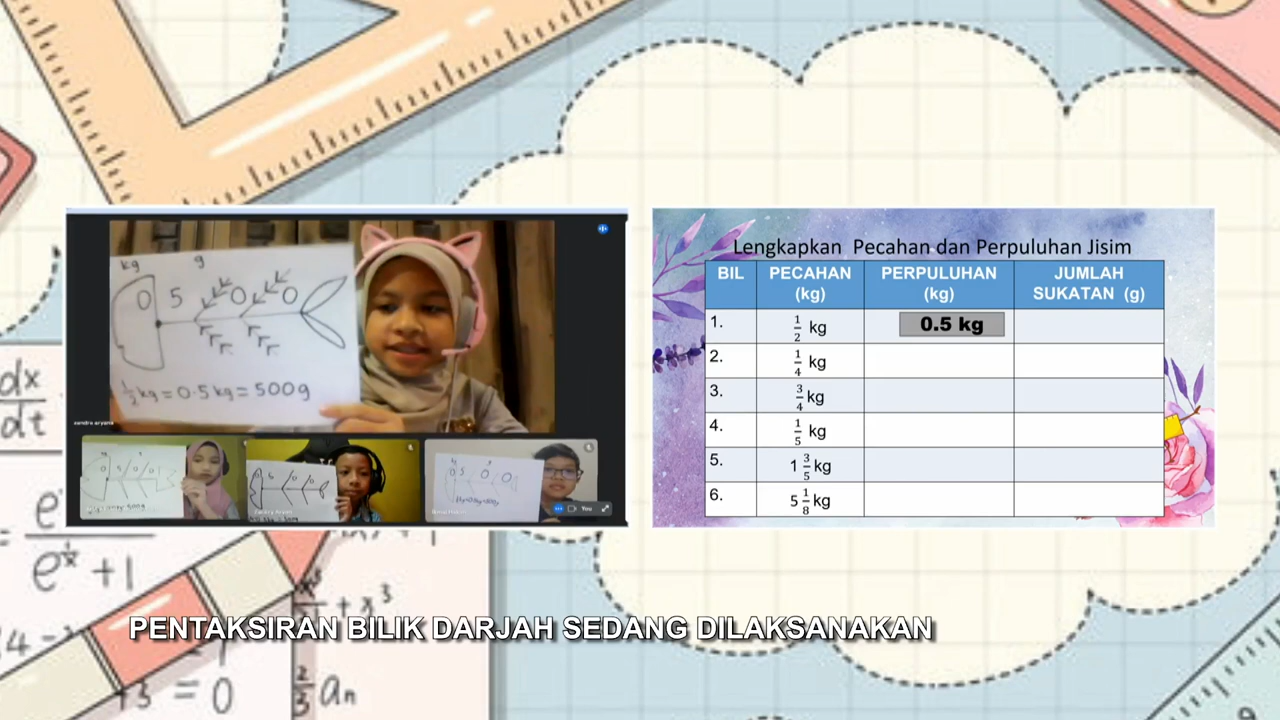 kg g
0 5 0 0
1/2 kg = 0.5 kg = 500g
sandra aryana
You
Lengkapkan Pecahan dan Perpuluhan Jisim
BIL PECAHAN (kg) PERPULUHAN (kg) JUMLAH SUKATAN (g)
1. 1/2 kg 0.5 kg
2. 1/4 kg
3. 3/4 kg
4. 1/5 kg
5. 1 3/5 kg
6. 5 1/8 kg
dx
dt
PENTAKSIRAN BILIK DARJAH SEDANG DILAKSANAKAN